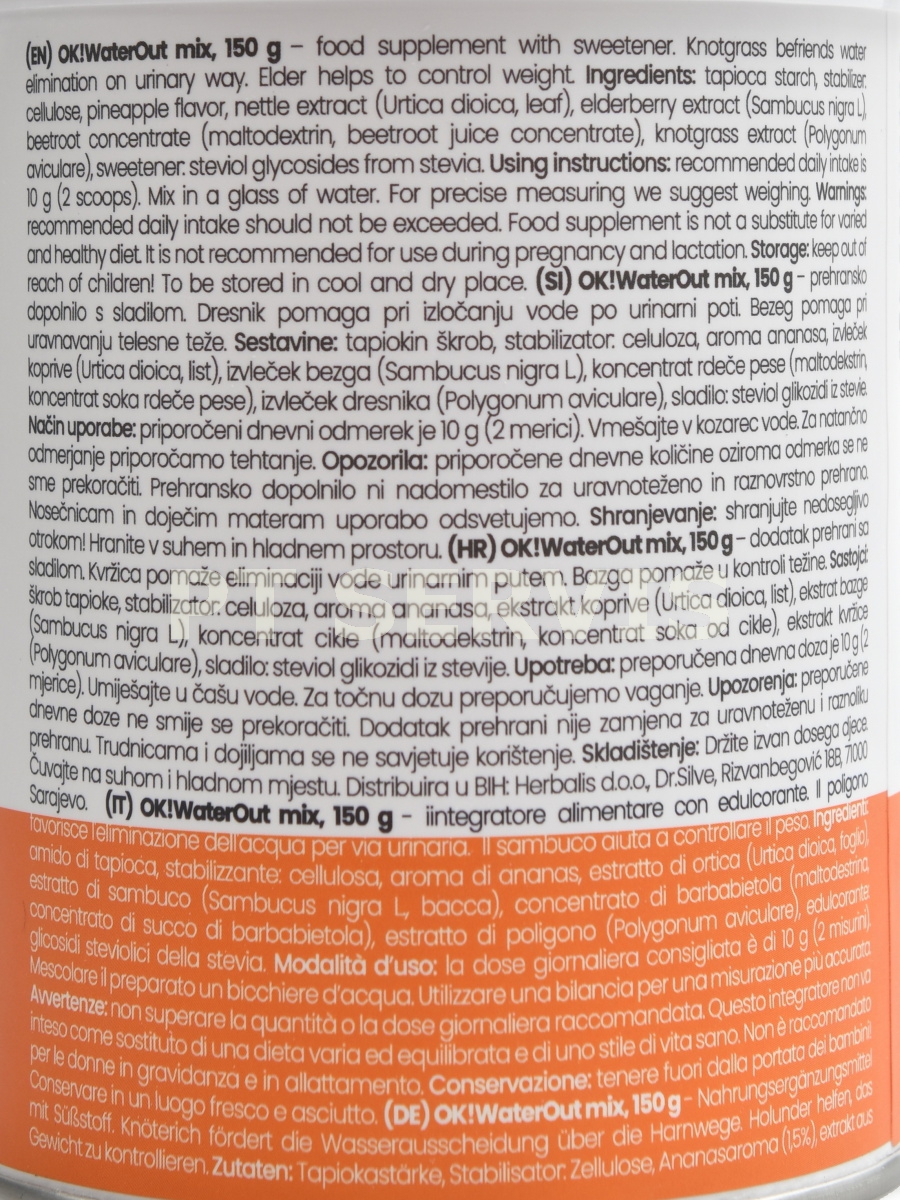 (EN) OK!WaterOut mix, 150 g – food supplement with sweetener. Knotgrass befriends water
elimination on urinary way. Elder helps to control weight. Ingredients: tapioca starch, stabilizer:
cellulose, pineapple flavor, nettle extract (Urtica dioica, leaf), elderberry extract (Sambucus nigra L),
beetroot concentrate (maltodextrin, beetroot juice concentrate), knotgrass extract (Polygonum
aviculare), sweetener: steviol glycosides from stevia. Using instructions: recommended daily intake is
10 g (2 scoops). Mix in a glass of water. For precise measuring we suggest weighing. Warnings:
recommended daily intake should not be exceeded. Food supplement is not a substitute for varied
and healthy diet. It is not recommended for use during pregnancy and lactation. Storage: keep out of
reach of children! To be stored in cool and dry place. (SI) OK!WaterOut mix, 150 g – prehransko
dopolnilo s sladilom. Dresnik pomaga pri izločanju vode po urinarni poti. Bezeg pomaga pri
uravnavanju telesne teže. Sestavine: tapiokin škrob, stabilizator: celuloza, aroma ananasa, izvleček
koprive (Urtica dioica, list), izvleček bezga (Sambucus nigra L), koncentrat rdeče pese (maltodekstrin,
koncentrat soka rdeče pese), izvleček dresnika (Polygonum aviculare), sladilo: steviol glikozidi iz stevie.
Način uporabe: priporočeni dnevni odmerek je 10 g (2 merici). Vmešajte v kozarec vode. Za natančno
odmerjanje priporočamo tehtanje. Opozorila: priporočene dnevne količine oziroma odmerka se ne
sme prekoračiti. Prehransko dopolnilo ni nadomestilo za uravnoteženo in raznovrstno prehrano.
Nosečnicam in doječim materam uporabo odsvetujemo. Shranjevanje: shranjujte nedosegljivo
otrokom! Hranite v suhem in hladnem prostoru. (HR) OK!WaterOut mix, 150 g – dodatak prehrani sa
sladilom. Kvržica pomaže eliminaciji vode urinarnim putem. Bazga pomaže u kontroli težine. Sastojci:
škrob tapioke, stabilizator: celuloza, aroma ananasa, ekstrakt koprive (Urtica dioica, list), ekstrat bazge
(Sambucus nigra L), koncentrat cikle (maltodekstrin, koncentrat soka od cikle), ekstrakt kvržice
(Polygonum aviculare), sladilo: steviol glikozidi iz stevije. Upotreba: preporučena dnevna doza je 10 g (2
mjerice). Umiješajte u čašu vode. Za točnu dozu preporučujemo vaganje. Upozorenja: preporučene
dnevne doze ne smije se prekoračiti. Dodatak prehrani nije zamjena za uravnoteženu i raznoliku
prehranu. Trudnicama i dojiljama se ne savjetuje korištenje. Skladištenje: Držite izvan dosega djece.
Čuvajte na suhom i hladnom mjestu. Distribuira u BIH: Herbalis d.o.o., Dr.Silve, Rizvanbegović 18B, 71000
Sarajevo. (IT) OK!WaterOut mix, 150 g – iintegratore alimentare con edulcorante. Il poligono
favorisce l'eliminazione dell'acqua per via urinaria. Il sambuco aiuta a controllare il peso. Ingredienti:
amido di tapioca, stabilizzante: cellulosa, aroma di ananas, estratto di ortica (Urtica dioica, foglio),
estratto di sambuco (Sambucus nigra L, bacca), concentrato di barbabietola (maltodestrina,
concentrato di succo di barbabietola), estratto di poligono (Polygonum aviculare), edulcorante:
glicosidi steviolici della stevia. Modalità d'uso: la dose giornaliera consigliata è di 10 g (2 misurini).
Mescolare il preparato un bicchiere d'acqua. Utilizzare una bilancia per una misurazione più accurata.
Avvertenze: non superare la quantità o la dose giornaliera raccomandata. Questo integratore non va
inteso come sostituto di una dieta varia ed equilibrata e di uno stile di vita sano. Non è raccomandato
per le donne in gravidanza e in allattamento. Conservazione: tenere fuori dalla portata dei bambini!
Conservare in un luogo fresco e asciutto. (DE) OK!WaterOut mix, 150 g – Nahrungsergänzungsmittel
mit Süßstoff. Knöterich fördert die Wasserausscheidung über die Harnwege. Holunder helfen, das
Gewicht zu kontrollieren. Zutaten: Tapiokastärke, Stabilisator: Zellulose, Ananasaroma (1,5%), extrakt aus
PT SERVIS